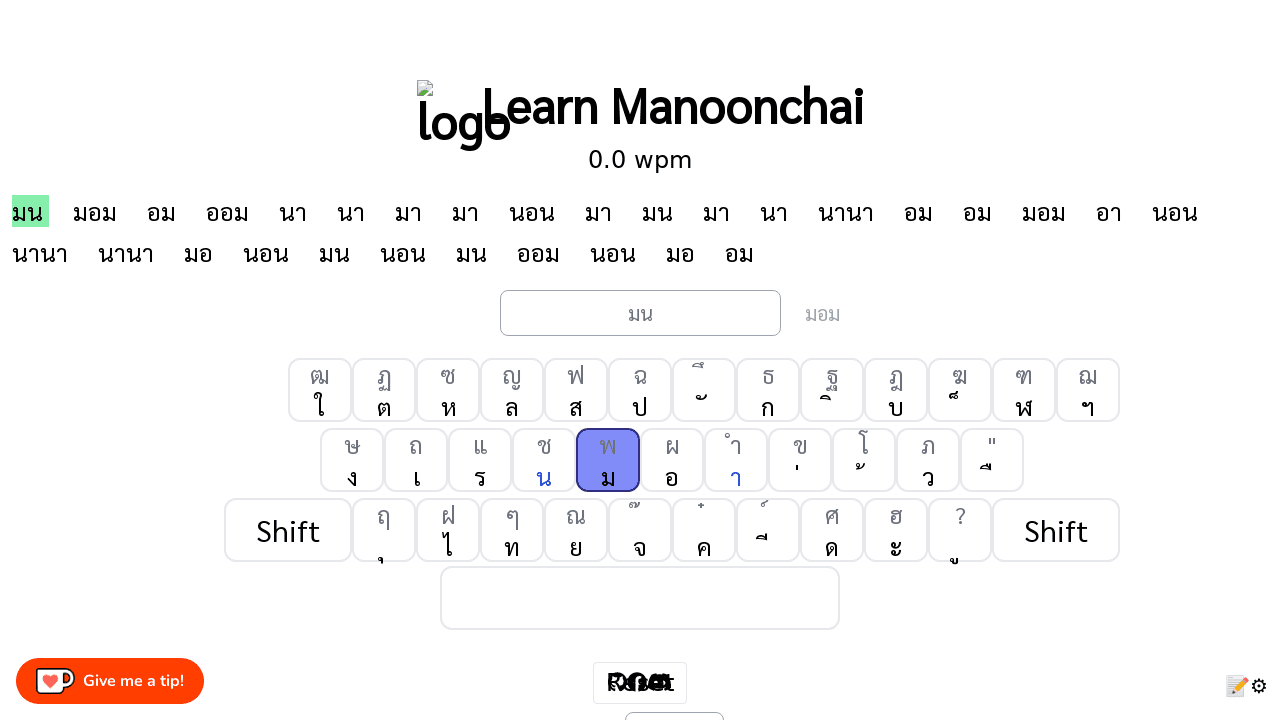 logo Learn Manoonchai
0.0 wpm
มน มอม อม ออม นา นา มา มา นอน มา มน มา นา นานา อม อม มอม อา นอน
นานา นานา มอ นอน มน นอน มน ออม นอน มอ อม
มน มอม
ฒ ฏ ซ ญ ฟ ฉ ึ ธ ฐ ฎ ฆ ฑ ฌ
ใ ต ห ล ส ป ั ก ิ บ ็ ฬ ฯ
ษ ถ แ ช พ ผ ำ ข โ ภ "
ง เ ร น ม อ า ่ ้ ว ื
Shift ฤ ฝ ๆ ณ ๊ ๋ ์ ศ ฮ ? Shift
ุ ไ ท ย จ ค ี ด ะ ู
Reset
Give me a tip!